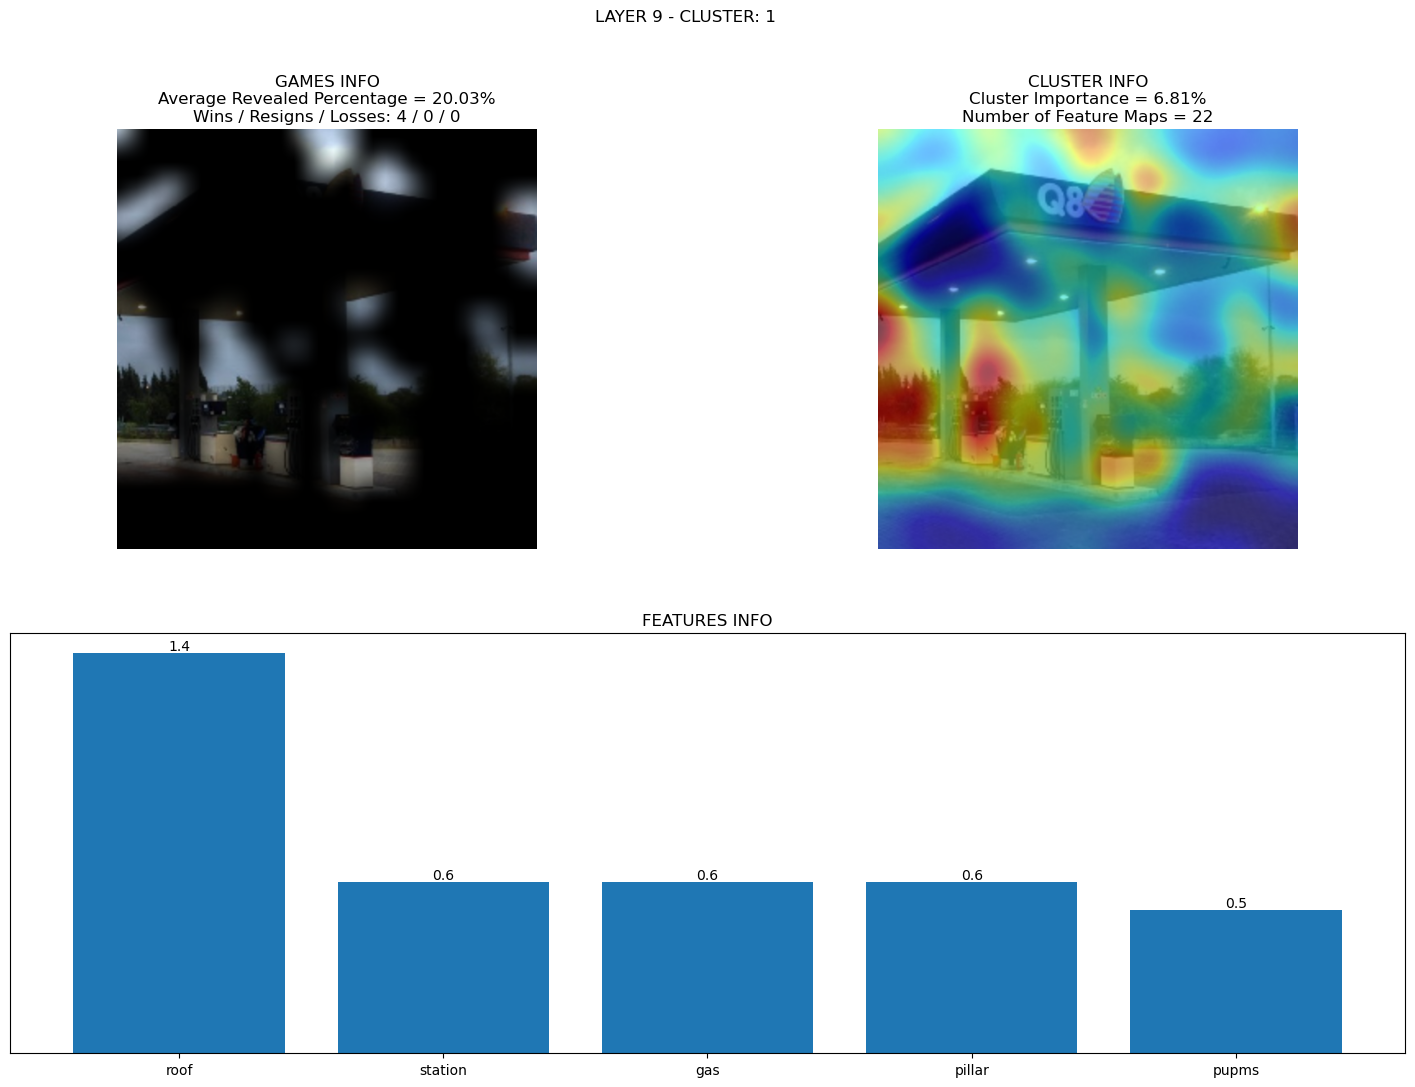 LAYER 9 - CLUSTER: 1
GAMES INFO
Average Revealed Percentage = 20.03%
Wins / Resigns / Losses: 4 / 0 / 0
CLUSTER INFO
Cluster Importance = 6.81%
Number of Feature Maps = 22
Q8
Q8
FEATURES INFO
1.4
0.6
0.6
0.6
0.5
roof
station
gas
pillar
pupms